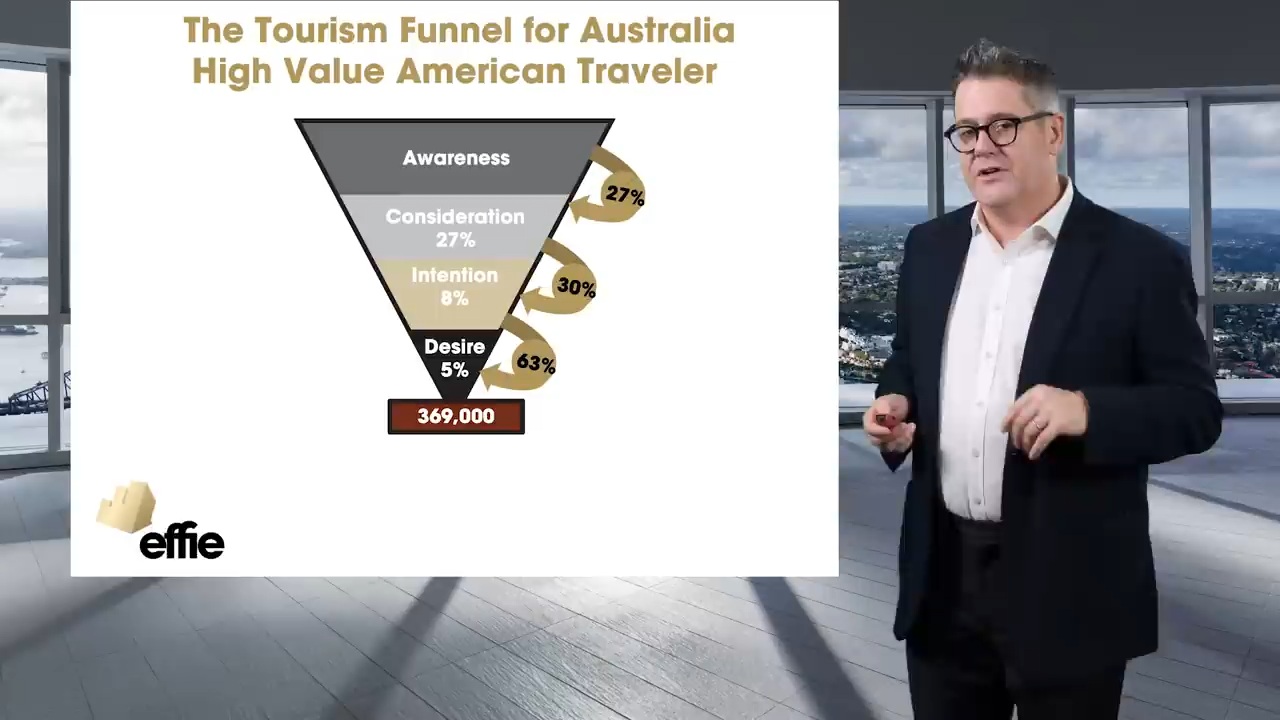 The Tourism Funnel for Australia
High Value American Traveler
Awareness
27%
Consideration
27%
Intention
8%
30%
Desire
5%
63%
369,000
effie